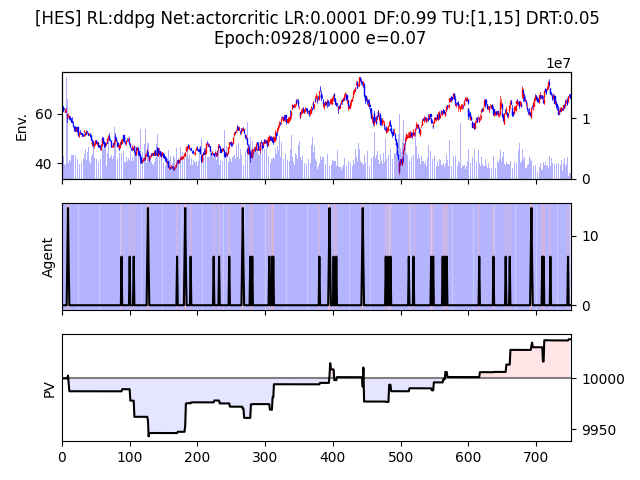 [HES] RL:ddpg Net:actorcritic LR:0.0001 DF:0.99 TU:[1,15] DRT:0.05
Epoch:0928/1000 e=0.07
1e7
Env.
60
40
1
0
Agent
10
0
PV
10000
9950
0 100 200 300 400 500 600 700